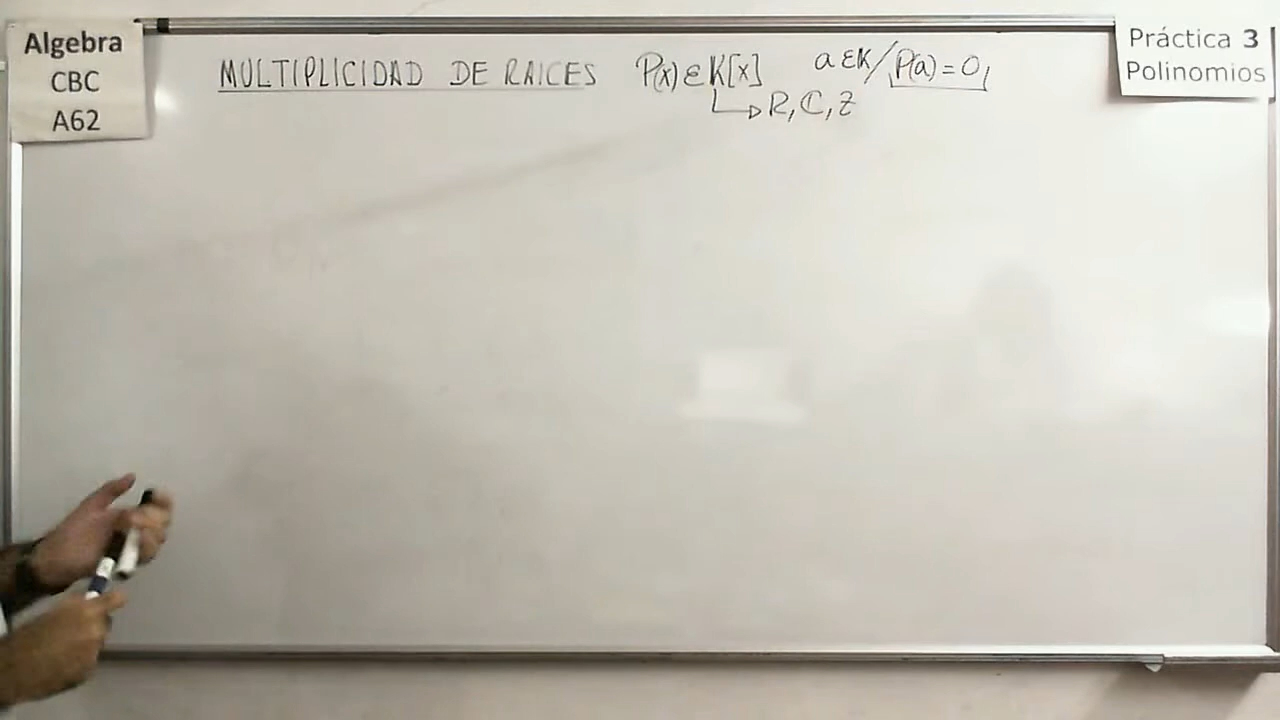 Algebra
CBC
A62
MULTIPLICIDAD DE RAICES P(x) ε K[x] a ε K / P(a) = 0,
↳ R, C, Z
Práctica 3
Polinomios